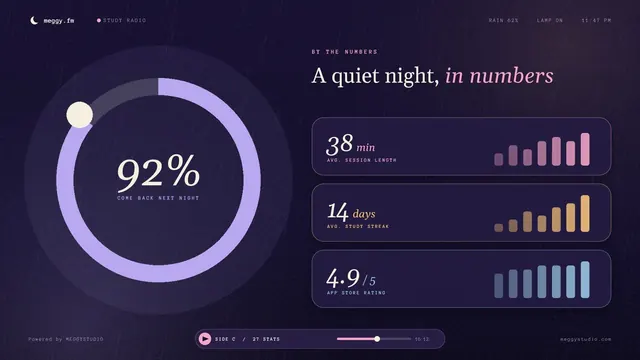 meggy.fm
STUDY RADIO
RAIN 62%
LAMP ON
11:47 PM
BY THE NUMBERS
A quiet night, in numbers
92%
COME BACK NEXT NIGHT
38 min
AVG. SESSION LENGTH
14 days
AVG. STUDY STREAK
4.9 / 5
APP STORE RATING
Powered by MEGGYSTUDIO
SIDE C / 27 STATS
meggystudio.com